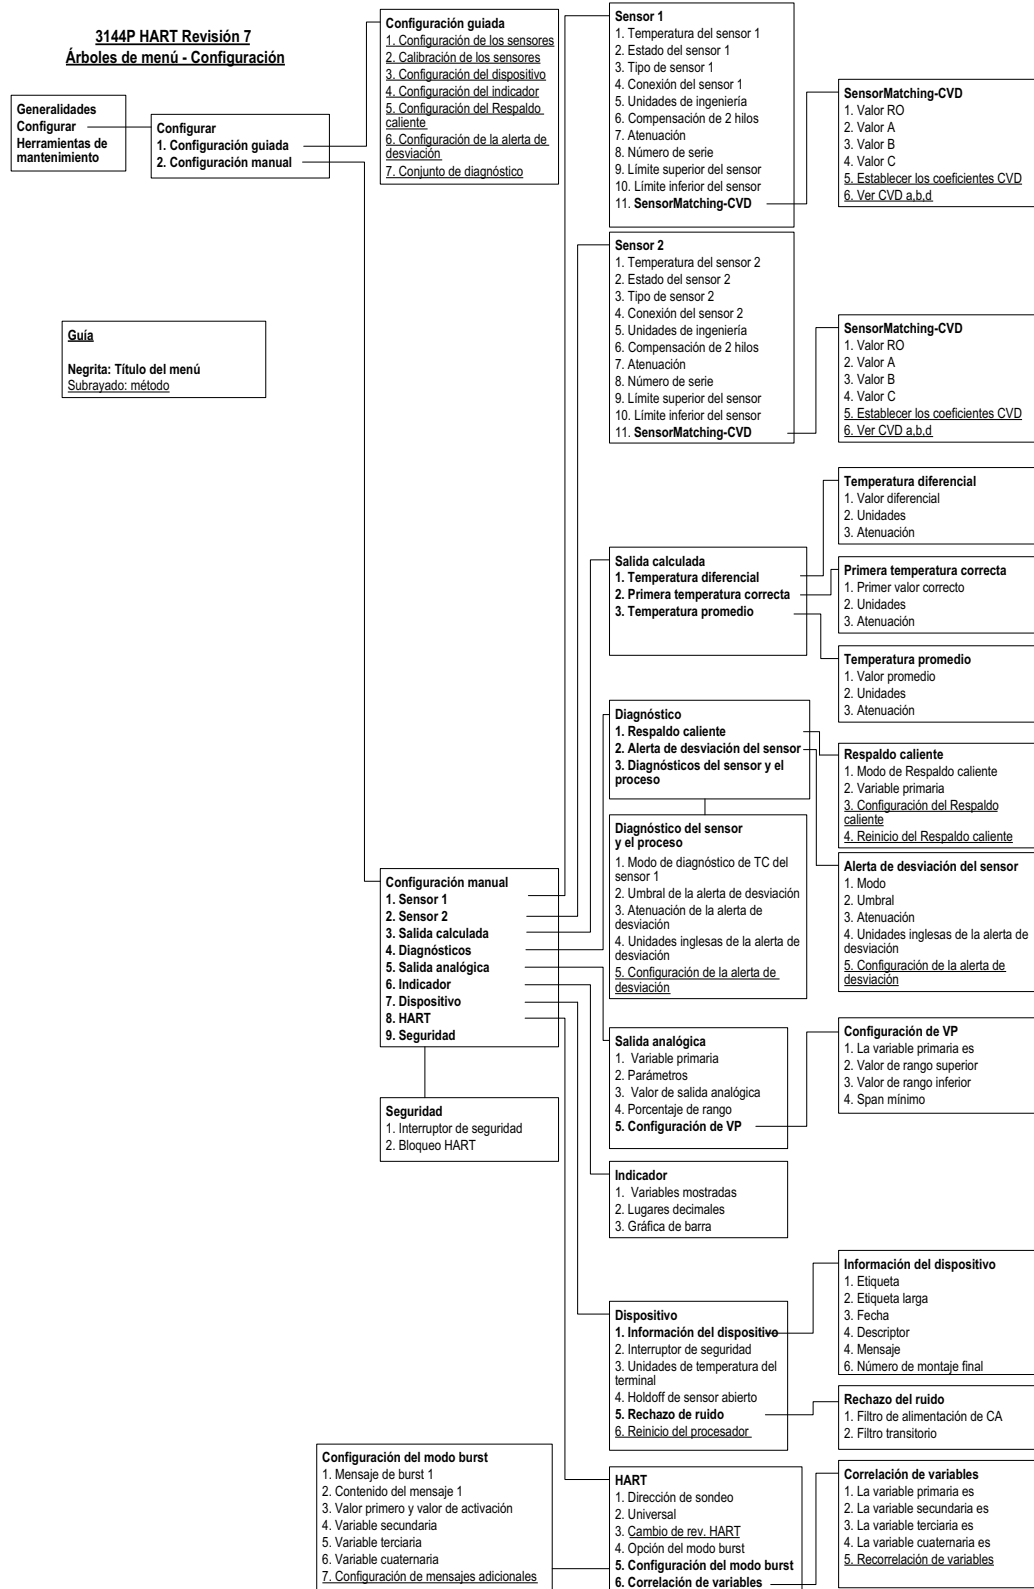 3144P HART Revisión 7
Árboles de menú - Configuración
Generalidades
Configurar
Herramientas de
mantenimiento
Configurar
1. Configuración guiada
2. Configuración manual
Guía
Negrita: Título del menú
Subrayado: método
Configuración guiada
1. Configuración de los sensores
2. Calibración de los sensores
3. Configuración del dispositivo
4. Configuración del indicador
5. Configuración del Respaldo
caliente
6. Configuración de la alerta de
desviación
7. Conjunto de diagnóstico
Sensor 1
1. Temperatura del sensor 1
2. Estado del sensor 1
3. Tipo de sensor 1
4. Conexión del sensor 1
5. Unidades de ingeniería
6. Compensación de 2 hilos
7. Atenuación
8. Número de serie
9. Límite superior del sensor
10. Límite inferior del sensor
11. SensorMatching-CVD
SensorMatching-CVD
1. Valor RO
2. Valor A
3. Valor B
4. Valor C
5. Establecer los coeficientes CVD
6. Ver CVD a,b,d
Sensor 2
1. Temperatura del sensor 2
2. Estado del sensor 2
3. Tipo de sensor 2
4. Conexión del sensor 2
5. Unidades de ingeniería
6. Compensación de 2 hilos
7. Atenuación
8. Número de serie
9. Límite superior del sensor
10. Límite inferior del sensor
11. SensorMatching-CVD
SensorMatching-CVD
1. Valor RO
2. Valor A
3. Valor B
4. Valor C
5. Establecer los coeficientes CVD
6. Ver CVD a,b,d
Salida calculada
1. Temperatura diferencial
2. Primera temperatura correcta
3. Temperatura promedio
Temperatura diferencial
1. Valor diferencial
2. Unidades
3. Atenuación
Primera temperatura correcta
1. Primer valor correcto
2. Unidades
3. Atenuación
Temperatura promedio
1. Valor promedio
2. Unidades
3. Atenuación
Diagnóstico
1. Respaldo caliente
2. Alerta de desviación del sensor
3. Diagnósticos del sensor y el
proceso
Respaldo caliente
1. Modo de Respaldo caliente
2. Variable primaria
3. Configuración del Respaldo
caliente
4. Reinicio del Respaldo caliente
Diagnóstico del sensor
y el proceso
1. Modo de diagnóstico de TC del
sensor 1
2. Umbral de la alerta de desviación
3. Atenuación de la alerta de
desviación
4. Unidades inglesas de la alerta de
desviación
5. Configuración de la alerta de
desviación
Alerta de desviación del sensor
1. Modo
2. Umbral
3. Atenuación
4. Unidades inglesas de la alerta de
desviación
5. Configuración de la alerta de
desviación
Configuración manual
1. Sensor 1
2. Sensor 2
3. Salida calculada
4. Diagnósticos
5. Salida analógica
6. Indicador
7. Dispositivo
8. HART
9. Seguridad
Seguridad
1. Interruptor de seguridad
2. Bloqueo HART
Salida analógica
1. Variable primaria
2. Parámetros
3. Valor de salida analógica
4. Porcentaje de rango
5. Configuración de VP
Configuración de VP
1. La variable primaria es
2. Valor de rango superior
3. Valor de rango inferior
4. Span mínimo
Indicador
1. Variables mostradas
2. Lugares decimales
3. Gráfica de barra
Dispositivo
1. Información del dispositivo
2. Interruptor de seguridad
3. Unidades de temperatura del
terminal
4. Holdoff de sensor abierto
5. Rechazo de ruido
6. Reinicio del procesador
Información del dispositivo
1. Etiqueta
2. Etiqueta larga
3. Fecha
4. Descriptor
4. Mensaje
6. Número de montaje final
Rechazo del ruido
1. Filtro de alimentación de CA
2. Filtro transitorio
Configuración del modo burst
1. Mensaje de burst 1
2. Contenido del mensaje 1
3. Valor primero y valor de activación
4. Variable secundaria
5. Variable terciaria
6. Variable cuaternaria
7. Configuración de mensajes adicionales
HART
1. Dirección de sondeo
2. Universal
3. Cambio de rev. HART
4. Opción del modo burst
5. Configuración del modo burst
6. Correlación de variables
Correlación de variables
1. La variable primaria es
2. La variable secundaria es
3. La variable terciaria es
4. La variable cuaternaria es
5. Recorrelación de variables